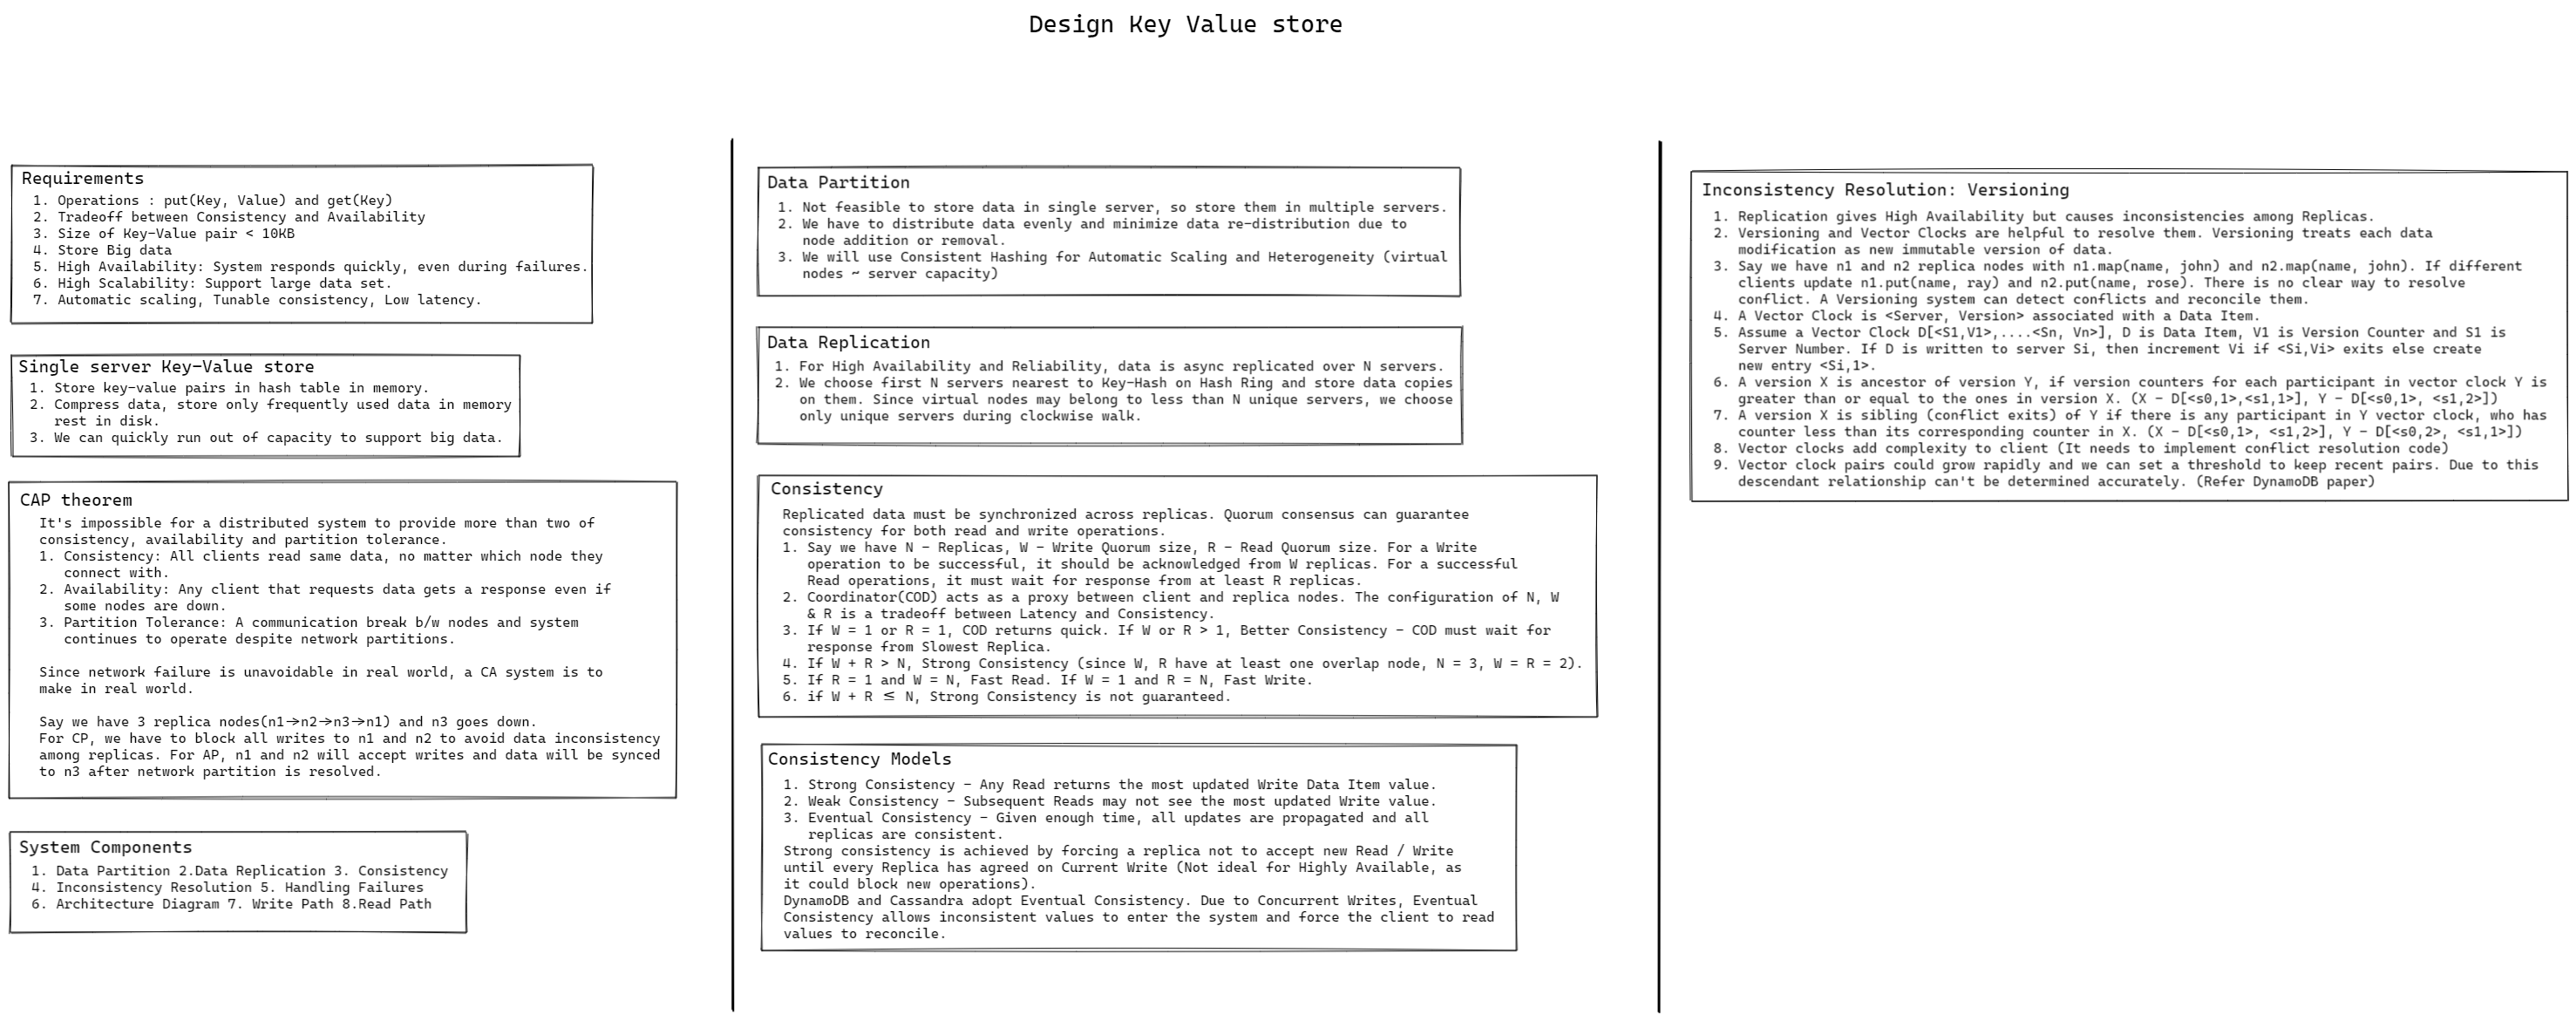 Design Key Value store
Requirements
1. Operations : put(Key, Value) and get(Key)
2. Tradeoff between Consistency and Availability
3. Size of Key-Value pair < 10KB
4. Store Big data
5. High Availability: System responds quickly, even during failures.
6. High Scalability: Support large data set.
7. Automatic scaling, Tunable consistency, Low latency.
Single server Key-Value store
1. Store key-value pairs in hash table in memory.
2. Compress data, store only frequently used data in memory
rest in disk.
3. We can quickly run out of capacity to support big data.
CAP theorem
It's impossible for a distributed system to provide more than two of
consistency, availability and partition tolerance.
1. Consistency: All clients read same data, no matter which node they
connect with.
2. Availability: Any client that requests data gets a response even if
some nodes are down.
3. Partition Tolerance: A communication break b/w nodes and system
continues to operate despite network partitions.
Since network failure is unavoidable in real world, a CA system is to
make in real world.
Say we have 3 replica nodes(n1→n2→n3→n1) and n3 goes down.
For CP, we have to block all writes to n1 and n2 to avoid data inconsistency
among replicas. For AP, n1 and n2 will accept writes and data will be synced
to n3 after network partition is resolved.
System Components
1. Data Partition 2.Data Replication 3. Consistency
4. Inconsistency Resolution 5. Handling Failures
6. Architecture Diagram 7. Write Path 8.Read Path
Data Partition
1. Not feasible to store data in single server, so store them in multiple servers.
2. We have to distribute data evenly and minimize data re-distribution due to
node addition or removal.
3. We will use Consistent Hashing for Automatic Scaling and Heterogeneity (virtual
nodes ~ server capacity)
Data Replication
1. For High Availability and Reliability, data is async replicated over N servers.
2. We choose first N servers nearest to Key-Hash on Hash Ring and store data copies
on them. Since virtual nodes may belong to less than N unique servers, we choose
only unique servers during clockwise walk.
Consistency
Replicated data must be synchronized across replicas. Quorum consensus can guarantee
consistency for both read and write operations.
1. Say we have N - Replicas, W - Write Quorum size, R - Read Quorum size. For a Write
operation to be successful, it should be acknowledged from W replicas. For a successful
Read operations, it must wait for response from at least R replicas.
2. Coordinator(COD) acts as a proxy between client and replica nodes. The configuration of N, W
& R is a tradeoff between Latency and Consistency.
3. If W = 1 or R = 1, COD returns quick. If W or R > 1, Better Consistency - COD must wait for
response from Slowest Replica.
4. If W + R > N, Strong Consistency (since W, R have at least one overlap node, N = 3, W = R = 2).
5. If R = 1 and W = N, Fast Read. If W = 1 and R = N, Fast Write.
6. if W + R ≤ N, Strong Consistency is not guaranteed.
Consistency Models
1. Strong Consistency - Any Read returns the most updated Write Data Item value.
2. Weak Consistency - Subsequent Reads may not see the most updated Write value.
3. Eventual Consistency - Given enough time, all updates are propagated and all
replicas are consistent.
Strong consistency is achieved by forcing a replica not to accept new Read / Write
until every Replica has agreed on Current Write (Not ideal for Highly Available, as
it could block new operations).
DynamoDB and Cassandra adopt Eventual Consistency. Due to Concurrent Writes, Eventual
Consistency allows inconsistent values to enter the system and force the client to read
values to reconcile.
Inconsistency Resolution: Versioning
1. Replication gives High Availability but causes inconsistencies among Replicas.
2. Versioning and Vector Clocks are helpful to resolve them. Versioning treats each data
modification as new immutable version of data.
3. Say we have n1 and n2 replica nodes with n1.map(name, john) and n2.map(name, john). If different
clients update n1.put(name, ray) and n2.put(name, rose). There is no clear way to resolve
conflict. A Versioning system can detect conflicts and reconcile them.
4. A Vector Clock is <Server, Version> associated with a Data Item.
5. Assume a Vector Clock D[<S1,V1>,....<Sn, Vn>], D is Data Item, V1 is Version Counter and S1 is
Server Number. If D is written to server Si, then increment Vi if <Si,Vi> exits else create
new entry <Si,1>.
6. A version X is ancestor of version Y, if version counters for each participant in vector clock Y is
greater than or equal to the ones in version X. (X - D[<s0,1>,<s1,1>], Y - D[<s0,1>, <s1,2>])
7. A version X is sibling (conflict exits) of Y if there is any participant in Y vector clock, who has
counter less than its corresponding counter in X. (X - D[<s0,1>, <s1,2>], Y - D[<s0,2>, <s1,1>])
8. Vector clocks add complexity to client (It needs to implement conflict resolution code)
9. Vector clock pairs could grow rapidly and we can set a threshold to keep recent pairs. Due to this
descendant relationship can't be determined accurately. (Refer DynamoDB paper)